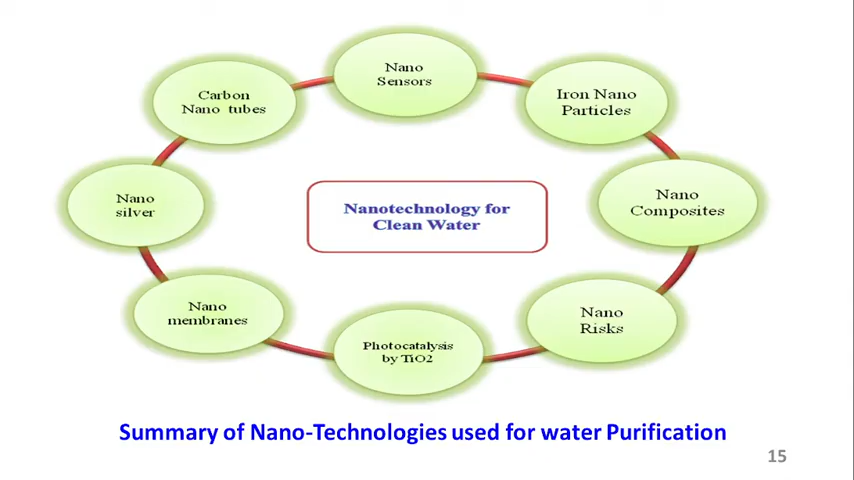 Nano
Sensors
Carbon
Nano tubes
Iron Nano
Particles
Nano
silver
Nanotechnology for
Clean Water
Nano
Composites
Nano
membranes
Photocatalysis
by TiO2
Nano
Risks
Summary of Nano-Technologies used for water Purification
15